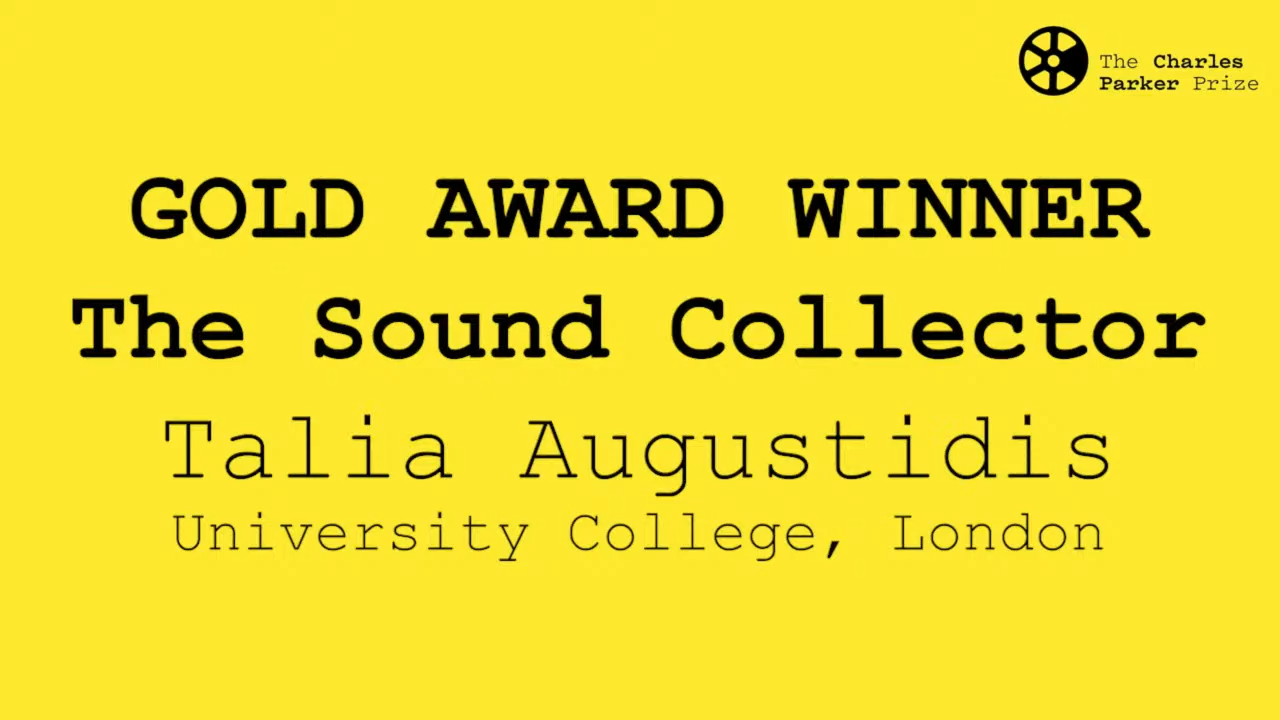 The Charles
Parker Prize
GOLD AWARD WINNER
The Sound Collector
Talia Augustidis
University College, London